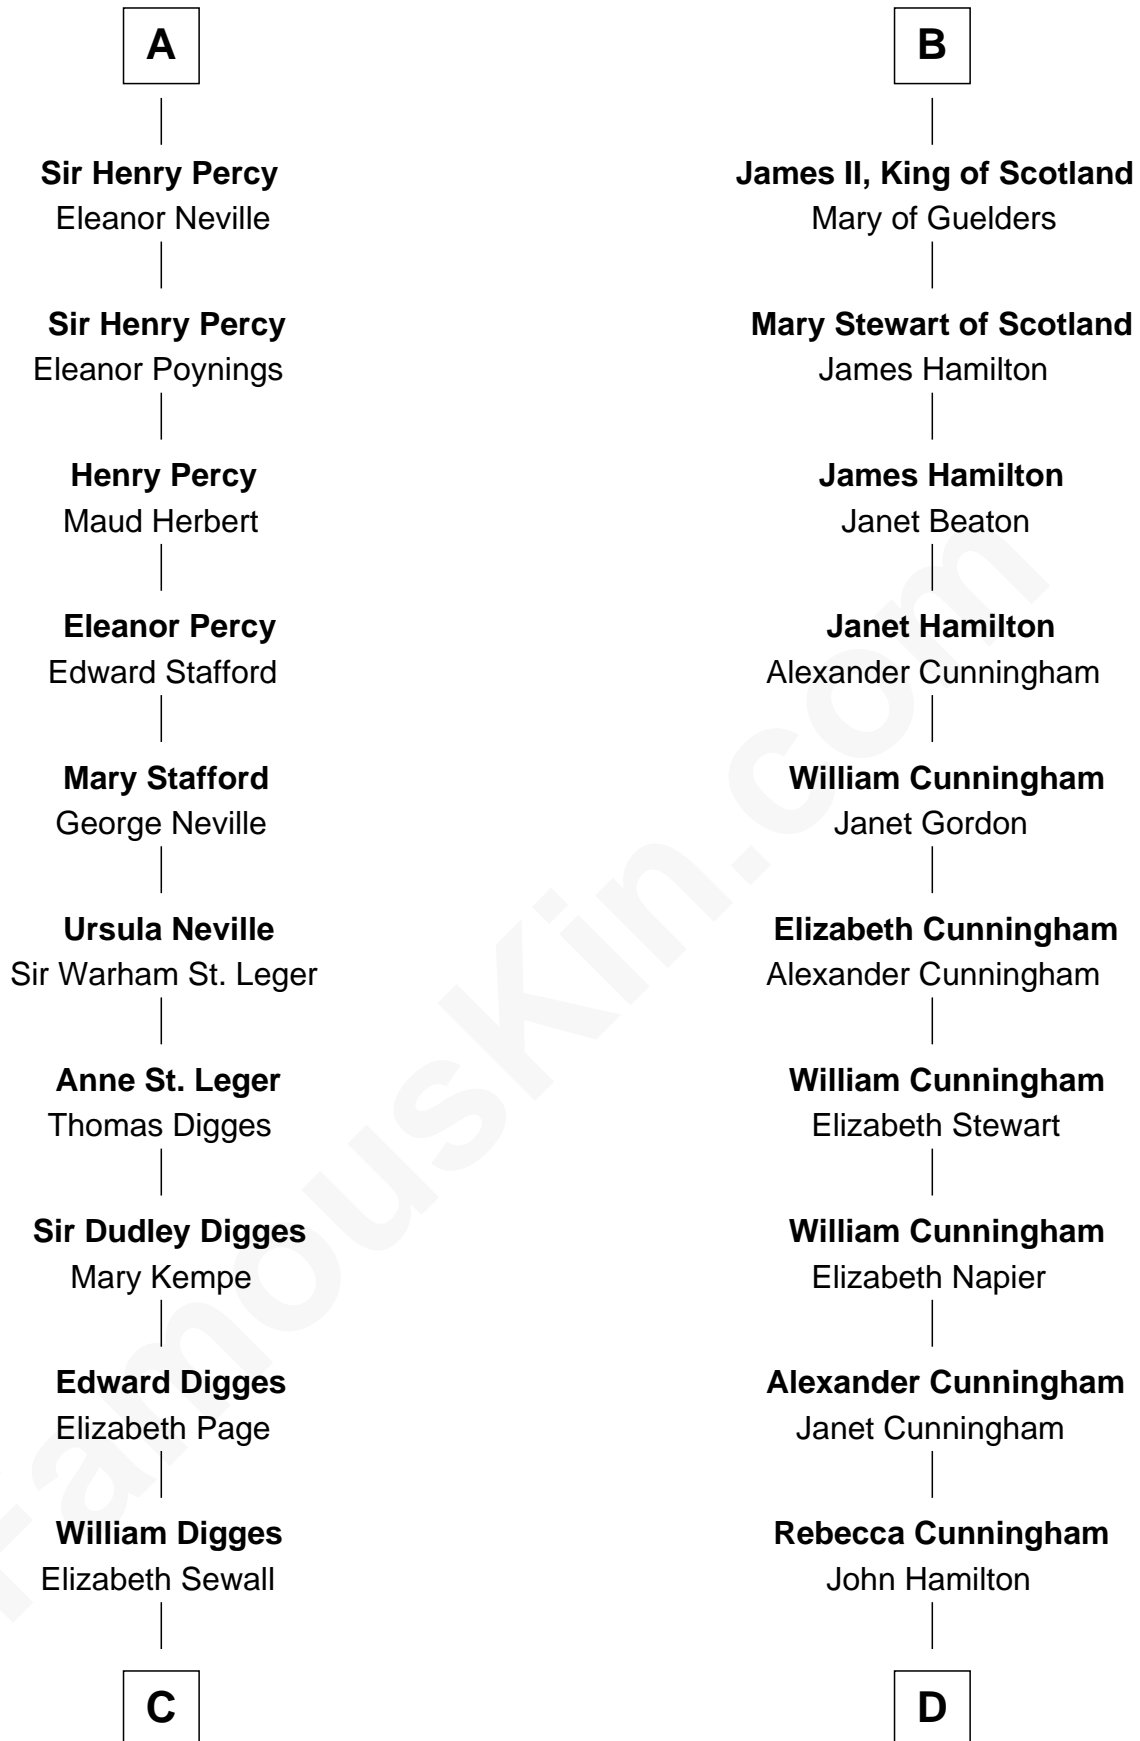 A
Sir Henry Percy
Eleanor Neville
Sir Henry Percy
Eleanor Poynings
Henry Percy
Maud Herbert
Eleanor Percy
Edward Stafford
Mary Stafford
George Neville
Ursula Neville
Sir Warham St. Leger
Anne St. Leger
Thomas Digges
Sir Dudley Digges
Mary Kempe
Edward Digges
Elizabeth Page
William Digges
Elizabeth Sewall
C
B
James II, King of Scotland
Mary of Guelders
Mary Stewart of Scotland
James Hamilton
James Hamilton
Janet Beaton
Janet Hamilton
Alexander Cunningham
William Cunningham
Janet Gordon
Elizabeth Cunningham
Alexander Cunningham
William Cunningham
Elizabeth Stewart
William Cunningham
Elizabeth Napier
Alexander Cunningham
Janet Cunningham
Rebecca Cunningham
John Hamilton
D
FamousKin.com